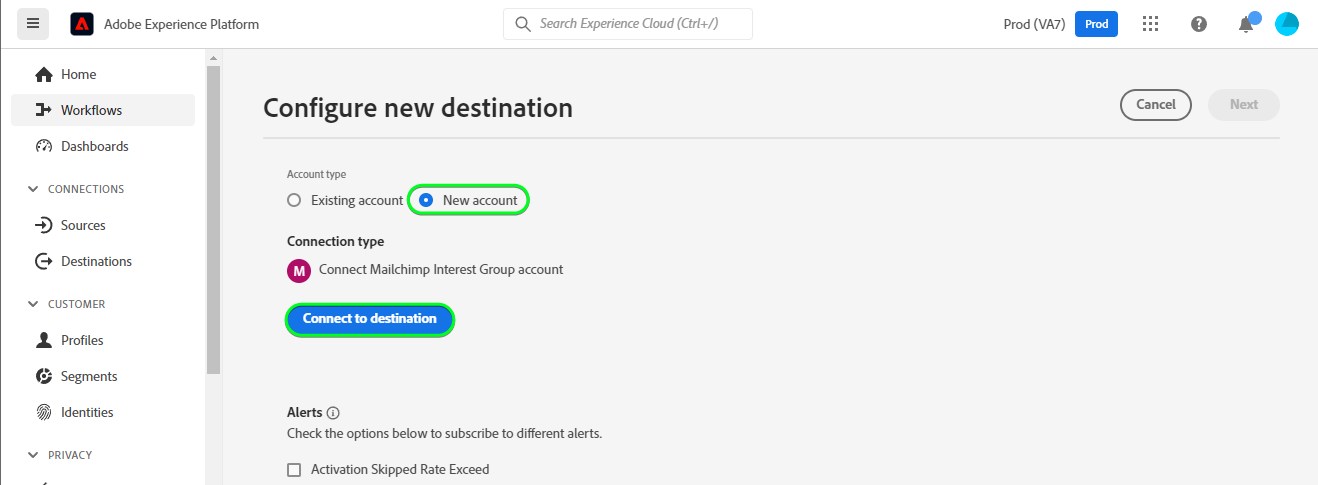 Adobe Experience Platform
Search Experience Cloud (Ctrl+/)
Prod (VA7)
Prod
Home
Workflows
Dashboards
CONNECTIONS
Sources
Destinations
CUSTOMER
Profiles
Segments
Identities
PRIVACY
Configure new destination
Cancel
Next
Account type
Existing account
New account
Connection type
M
Connect Mailchimp Interest Group account
Connect to destination
Alerts
Check the options below to subscribe to different alerts.
Activation Skipped Rate Exceed